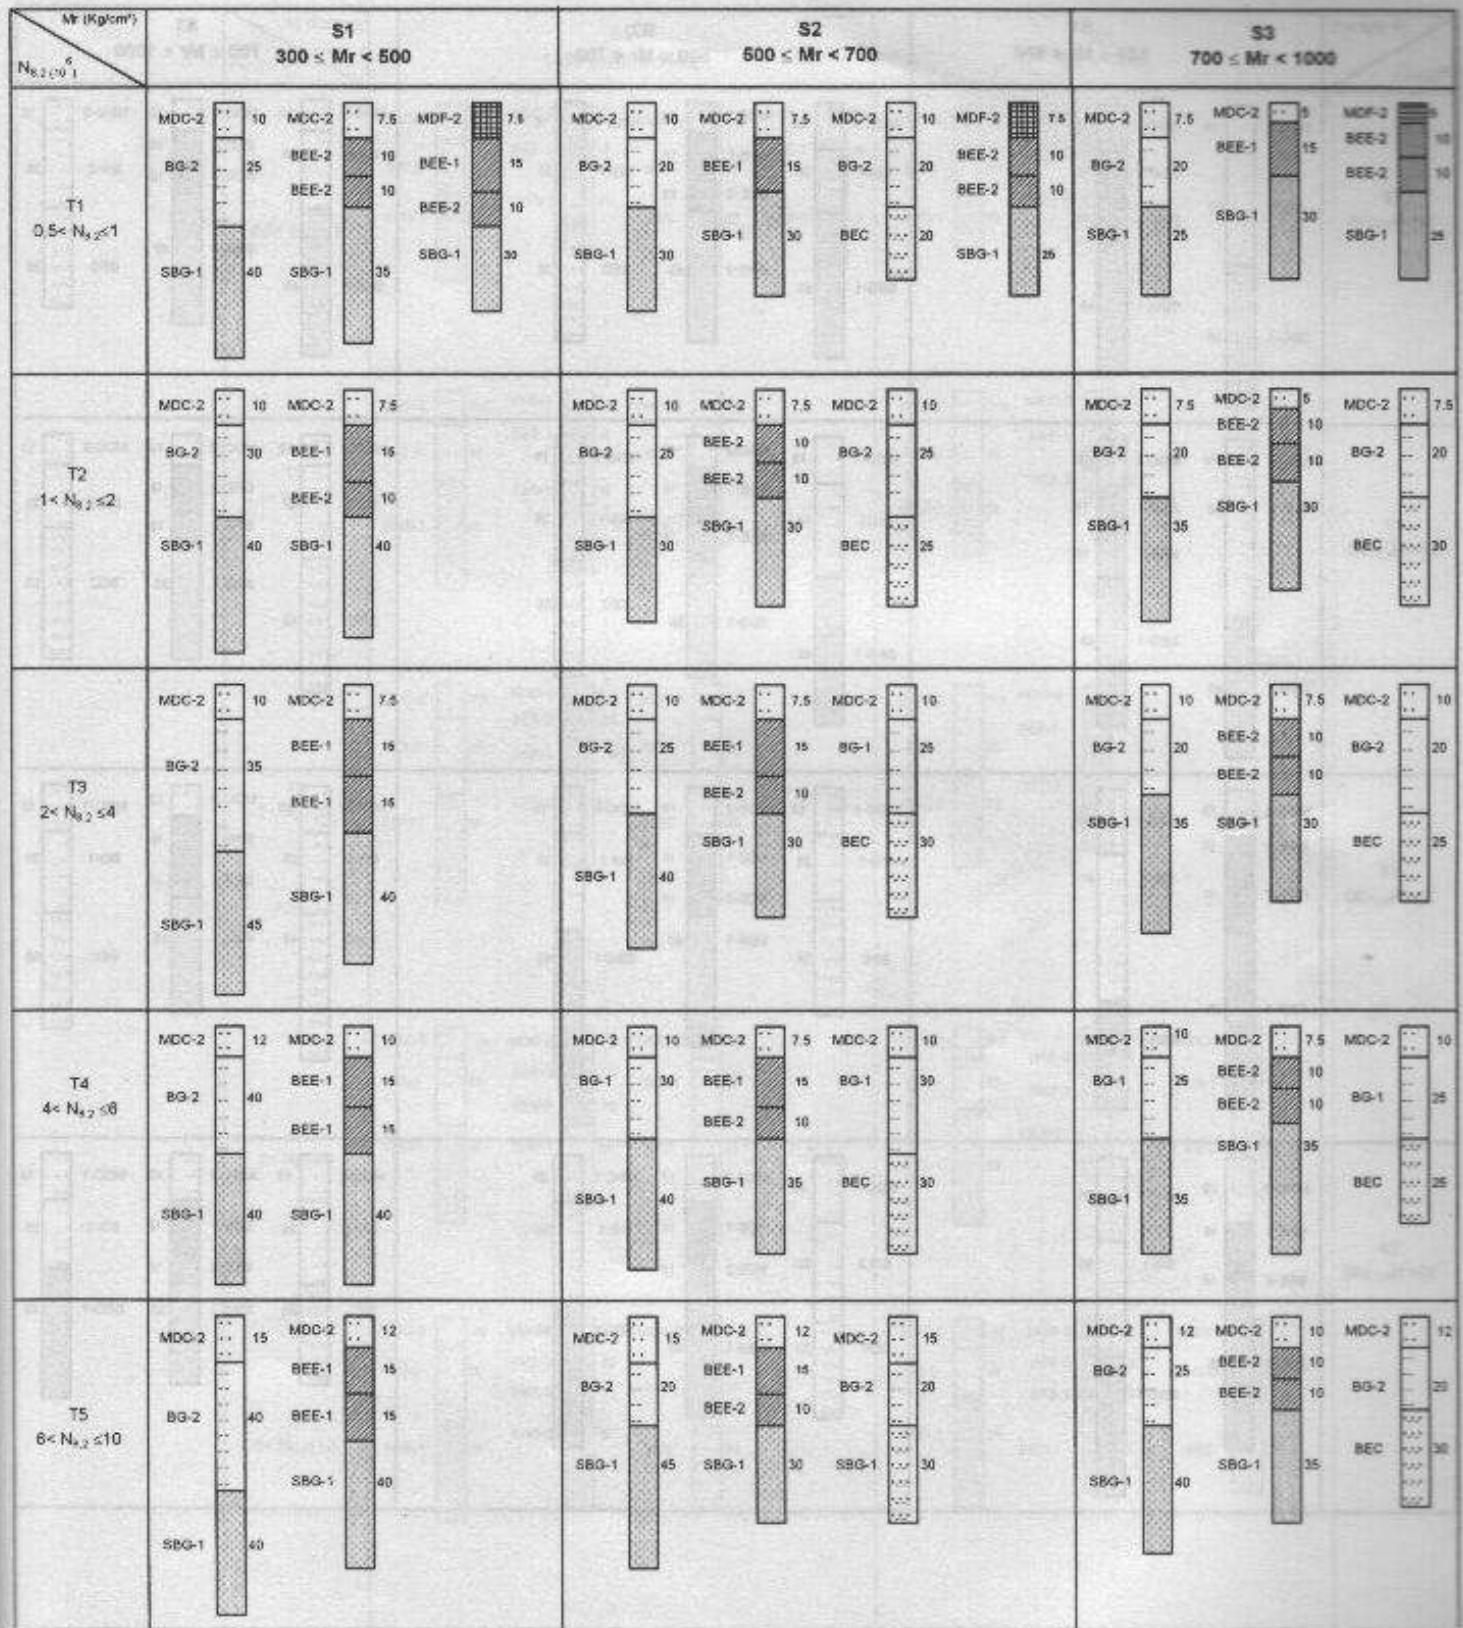 Mr (Kg/cm²)
N8.2 (10⁶)
S1
300 ≤ Mr < 500
S2
500 ≤ Mr < 700
S3
700 ≤ Mr < 1000
T1
0,5< N8.2≤1
MDC-2 10 MDC-2 7.5 MDF-2 7.5
BG-2 25 BEE-2 10 BEE-1 15
BEE-2 10 BEE-2 10
SBG-1 40 SBG-1 35 SBG-1 30
MDC-2 10 MDC-2 7.5 MDC-2 10 MDF-2 7.5
BG-2 20 BEE-1 15 BG-2 20 BEE-2 10
BEE-2 10
SBG-1 30 SBG-1 30 BEC 20 SBG-1 25
MDC-2 7.5 MDC-2 5 MDF-2 5
BG-2 20 BEE-1 15 BEE-2 10
BEE-2 10
SBG-1 25 SBG-1 30 SBG-1 25
T2
1< N8.2 ≤2
MDC-2 10 MDC-2 7.5
BG-2 30 BEE-1 15
BEE-2 10
SBG-1 40 SBG-1 40
MDC-2 10 MDC-2 7.5 MDC-2 10
BG-2 25 BEE-2 10 BG-2 25
BEE-2 10
SBG-1 30 SBG-1 30 BEC 25
MDC-2 7.5 MDC-2 5 MDC-2 7.5
BG-2 20 BEE-2 10 BG-2 20
BEE-2 10
SBG-1 35 SBG-1 30 BEC 30
T3
2< N8.2 ≤4
MDC-2 10 MDC-2 7.5
BG-2 35 BEE-1 15
BEE-1 15
SBG-1 45 SBG-1 40
MDC-2 10 MDC-2 7.5 MDC-2 10
BG-2 25 BEE-1 15 BG-1 25
BEE-2 10
SBG-1 40 SBG-1 30 BEC 30
MDC-2 10 MDC-2 7.5 MDC-2 10
BG-2 20 BEE-2 10 BG-2 20
BEE-2 10
SBG-1 35 SBG-1 30 BEC 25
T4
4< N8.2 ≤6
MDC-2 12 MDC-2 10
BG-2 40 BEE-1 15
BEE-1 15
SBG-1 40 SBG-1 40
MDC-2 10 MDC-2 7.5 MDC-2 10
BG-1 30 BEE-1 15 BG-1 30
BEE-2 10
SBG-1 40 SBG-1 35 BEC 30
MDC-2 10 MDC-2 7.5 MDC-2 10
BG-1 25 BEE-2 10 BG-1 25
BEE-2 10
SBG-1 35 SBG-1 35 BEC 25
T5
6< N8.2 ≤10
MDC-2 15 MDC-2 12
BG-2 40 BEE-1 15
BEE-1 15
SBG-1 40 SBG-1 40
MDC-2 15 MDC-2 12 MDC-2 15
BG-2 20 BEE-1 15 BG-2 20
BEE-2 10
SBG-1 45 SBG-1 30 SBG-1 30
MDC-2 12 MDC-2 10 MDC-2 12
BG-2 25 BEE-2 10 BG-2 20
BEE-2 10
SBG-1 40 SBG-1 35 BEC 30